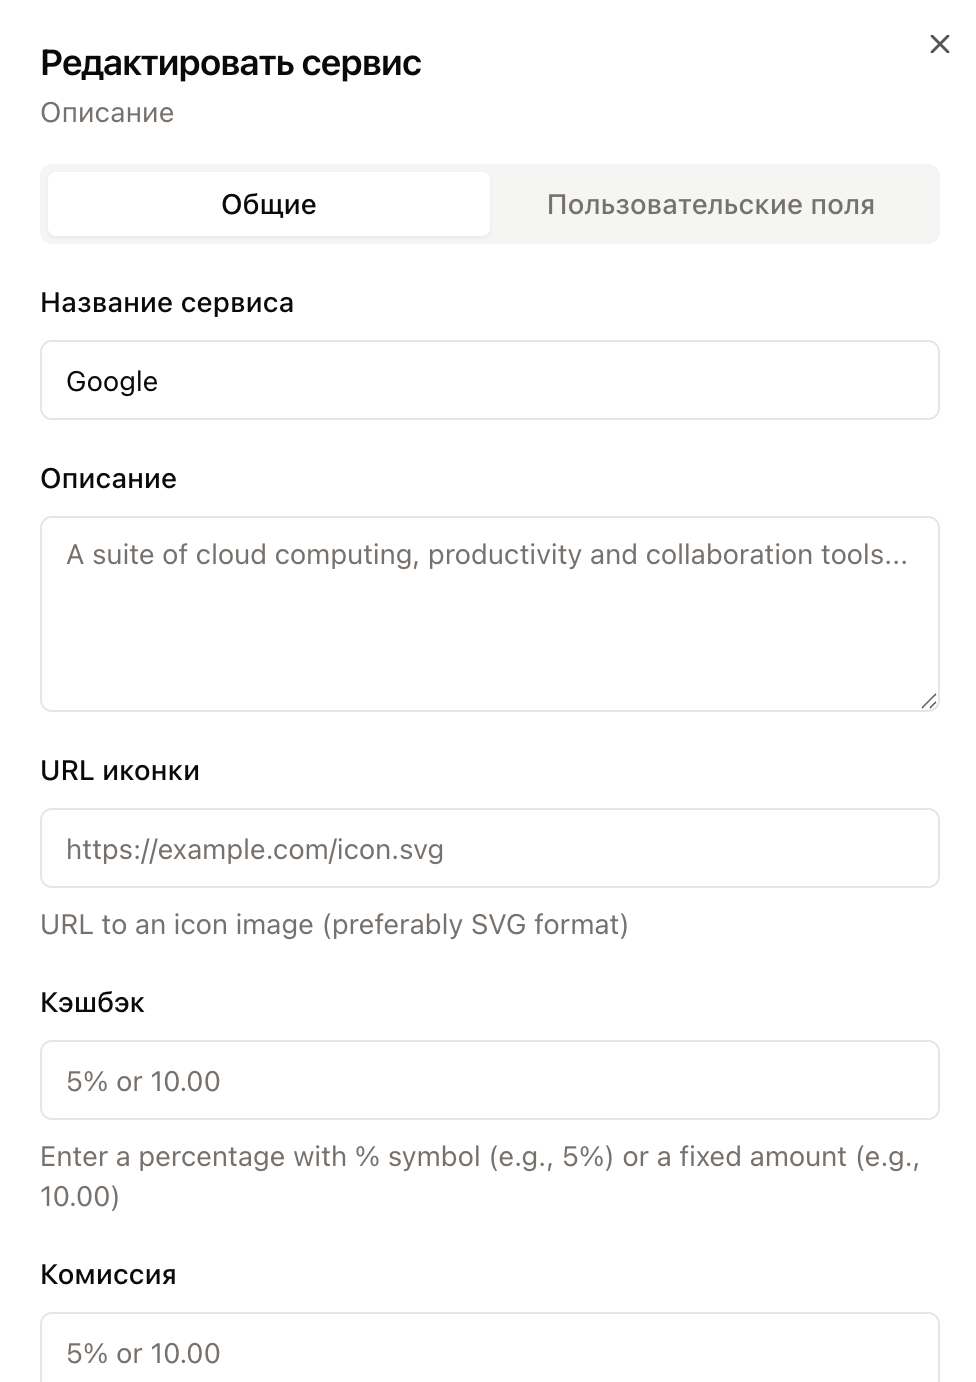 Редактировать сервис
Описание
Общие
Пользовательские поля
Название сервиса
Google
Описание
A suite of cloud computing, productivity and collaboration tools...
URL иконки
https://example.com/icon.svg
URL to an icon image (preferably SVG format)
Кэшбэк
5% or 10.00
Enter a percentage with % symbol (e.g., 5%) or a fixed amount (e.g.,
10.00)
Комиссия
5% or 10.00